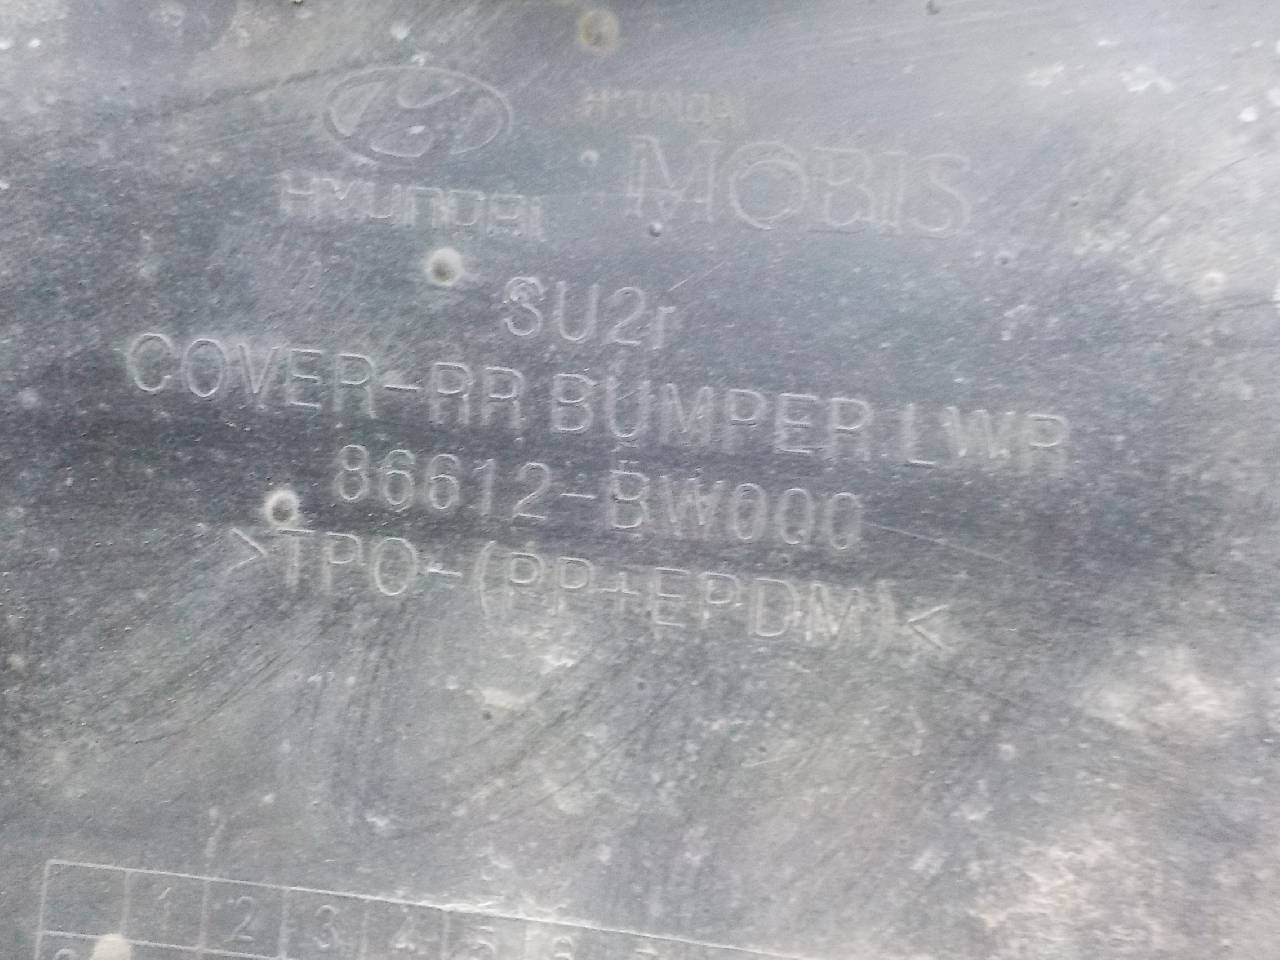 HYUNDAI
HYUNDAI
MOBIS
SU2r
COVER-RR BUMPER LWR
86612-BW000
>TPO-(PP+EPDM)<
1 2 3 4 5 6